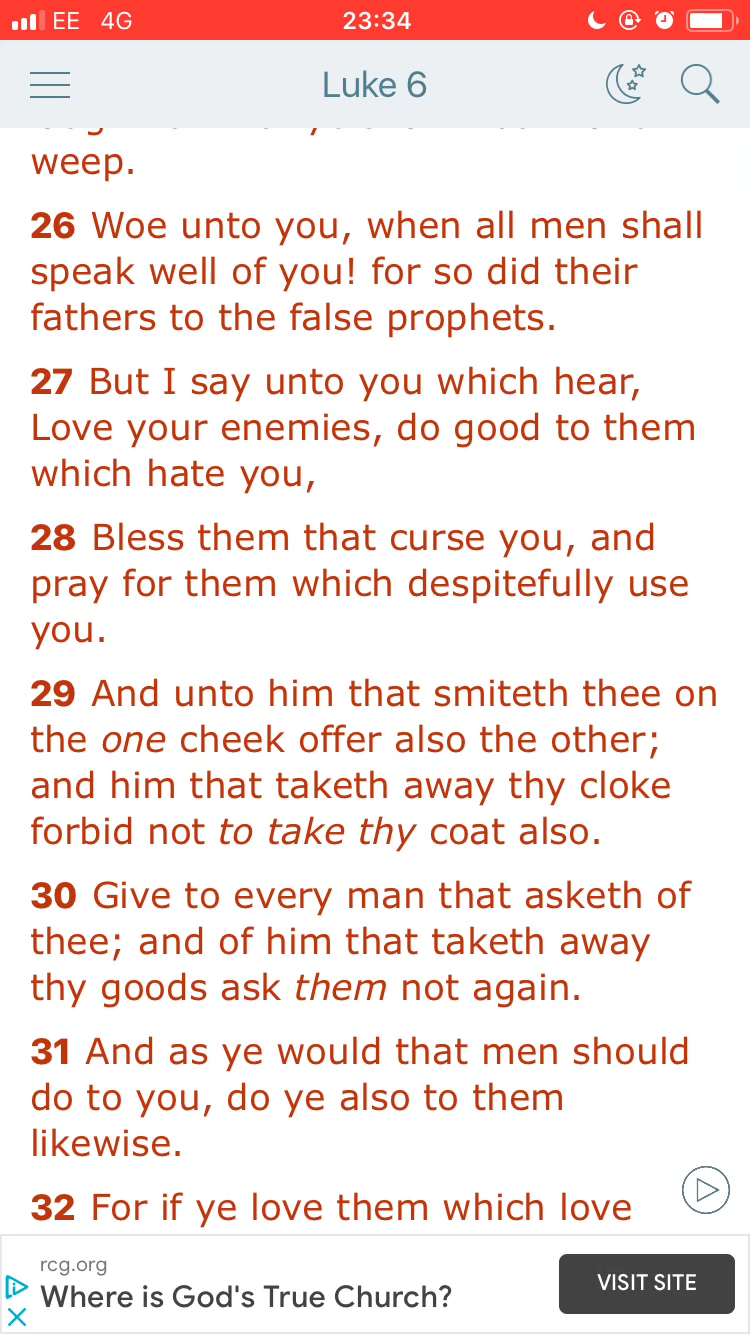 EE 4G 23:34
Luke 6
weep.
26 Woe unto you, when all men shall
speak well of you! for so did their
fathers to the false prophets.
27 But I say unto you which hear,
Love your enemies, do good to them
which hate you,
28 Bless them that curse you, and
pray for them which despitefully use
you.
29 And unto him that smiteth thee on
the one cheek offer also the other;
and him that taketh away thy cloke
forbid not to take thy coat also.
30 Give to every man that asketh of
thee; and of him that taketh away
thy goods ask them not again.
31 And as ye would that men should
do to you, do ye also to them
likewise.
32 For if ye love them which love
rcg.org
Where is God's True Church?
VISIT SITE